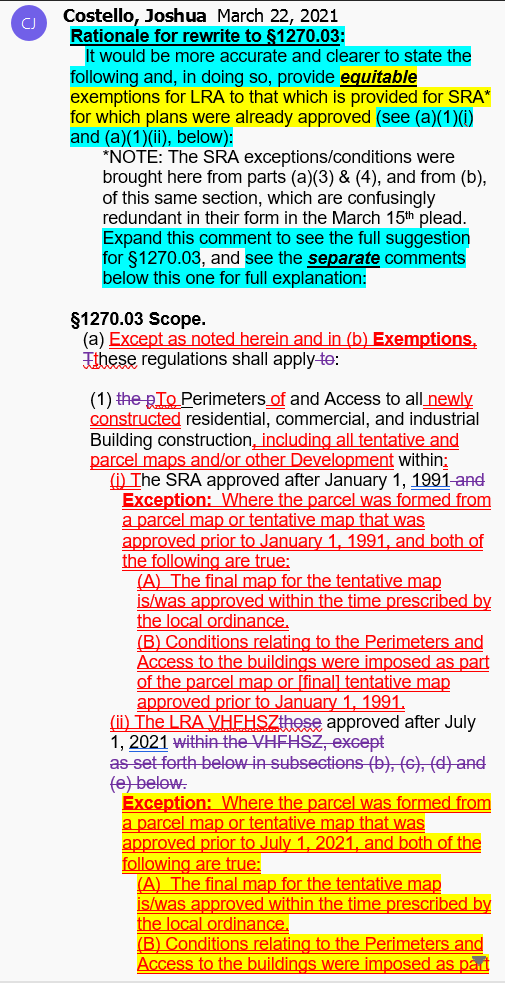 CJ
Costello, Joshua March 22, 2021
Rationale for rewrite to §1270.03:
It would be more accurate and clearer to state the
following and, in doing so, provide equitable
exemptions for LRA to that which is provided for SRA*
for which plans were already approved (see (a)(1)(i)
and (a)(1)(ii), below):
*NOTE: The SRA exceptions/conditions were
brought here from parts (a)(3) & (4), and from (b),
of this same section, which are confusingly
redundant in their form in the March 15th plead.
Expand this comment to see the full suggestion
for §1270.03, and see the separate comments
below this one for full explanation:
§1270.03 Scope.
(a) Except as noted herein and in (b) Exemptions,
Tthese regulations shall apply to:
(1) the pTo Perimeters of and Access to all newly
constructed residential, commercial, and industrial
Building construction, including all tentative and
parcel maps and/or other Development within:
(i) The SRA approved after January 1, 1991 and
Exception: Where the parcel was formed from
a parcel map or tentative map that was
approved prior to January 1, 1991, and both of
the following are true:
(A) The final map for the tentative map
is/was approved within the time prescribed by
the local ordinance.
(B) Conditions relating to the Perimeters and
Access to the buildings were imposed as part
of the parcel map or [final] tentative map
approved prior to January 1, 1991.
(ii) The LRA VHFHSZthose approved after July
1, 2021 within the VHFHSZ, except
as set forth below in subsections (b), (c), (d) and
(e) below.
Exception: Where the parcel was formed from
a parcel map or tentative map that was
approved prior to July 1, 2021, and both of the
following are true:
(A) The final map for the tentative map
is/was approved within the time prescribed by
the local ordinance.
(B) Conditions relating to the Perimeters and
Access to the buildings were imposed as part